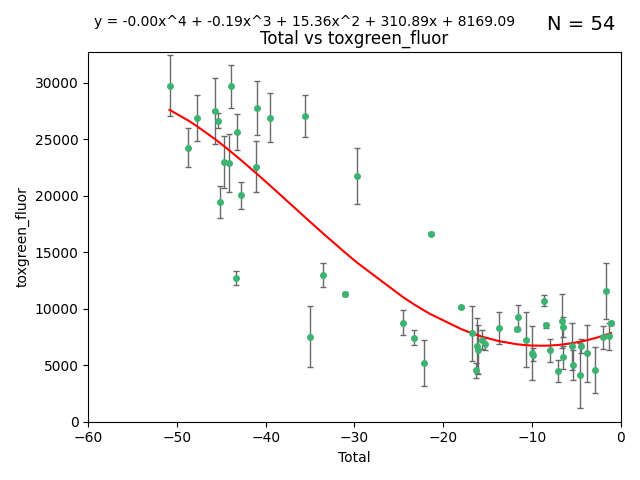 y = -0.00x^4 + -0.19x^3 + 15.36x^2 + 310.89x + 8169.09
N = 54
Total vs toxgreen_fluor
30000
25000
20000
15000
10000
5000
0
toxgreen_fluor
−60
−50
−40
−30
−20
−10
0
Total